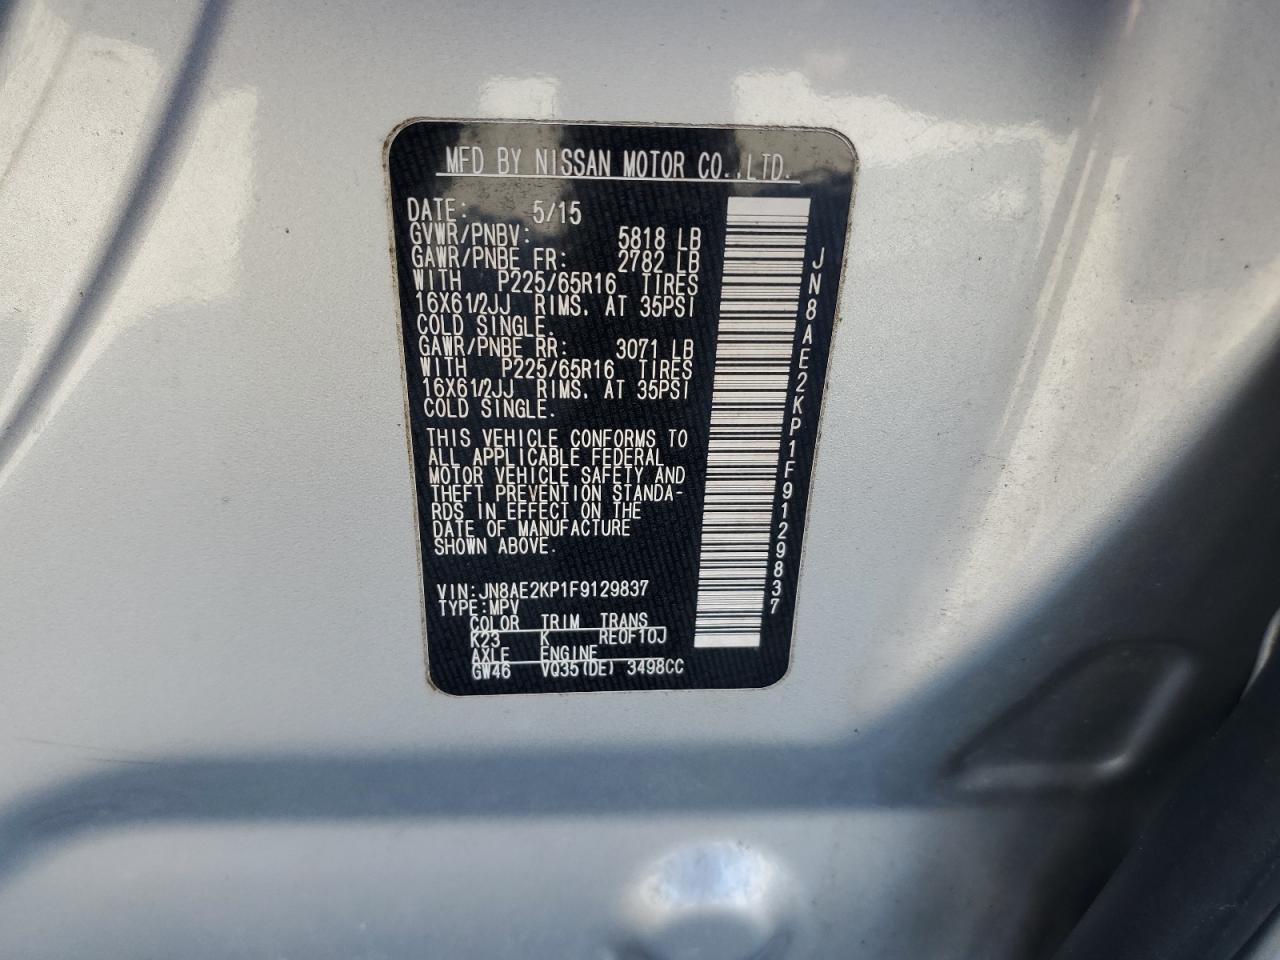 MFD BY NISSAN MOTOR CO.,LTD.
DATE: 5/15
GVWR/PNBV: 5818 LB
GAWR/PNBE FR: 2782 LB
WITH P225/65R16 TIRES
16X61/2JJ RIMS. AT 35PSI
COLD SINGLE.
GAWR/PNBE RR: 3071 LB
WITH P225/65R16 TIRES
16X61/2JJ RIMS. AT 35PSI
COLD SINGLE.
THIS VEHICLE CONFORMS TO
ALL APPLICABLE FEDERAL
MOTOR VEHICLE SAFETY AND
THEFT PREVENTION STANDA-
RDS IN EFFECT ON THE
DATE OF MANUFACTURE
SHOWN ABOVE.
VIN:JN8AE2KP1F9129837
TYPE:MPV
COLOR TRIM TRANS
K23 K RE0F10J
AXLE ENGINE
GW46 VQ35(DE) 3498CC
JN8AE2KP1F9129837